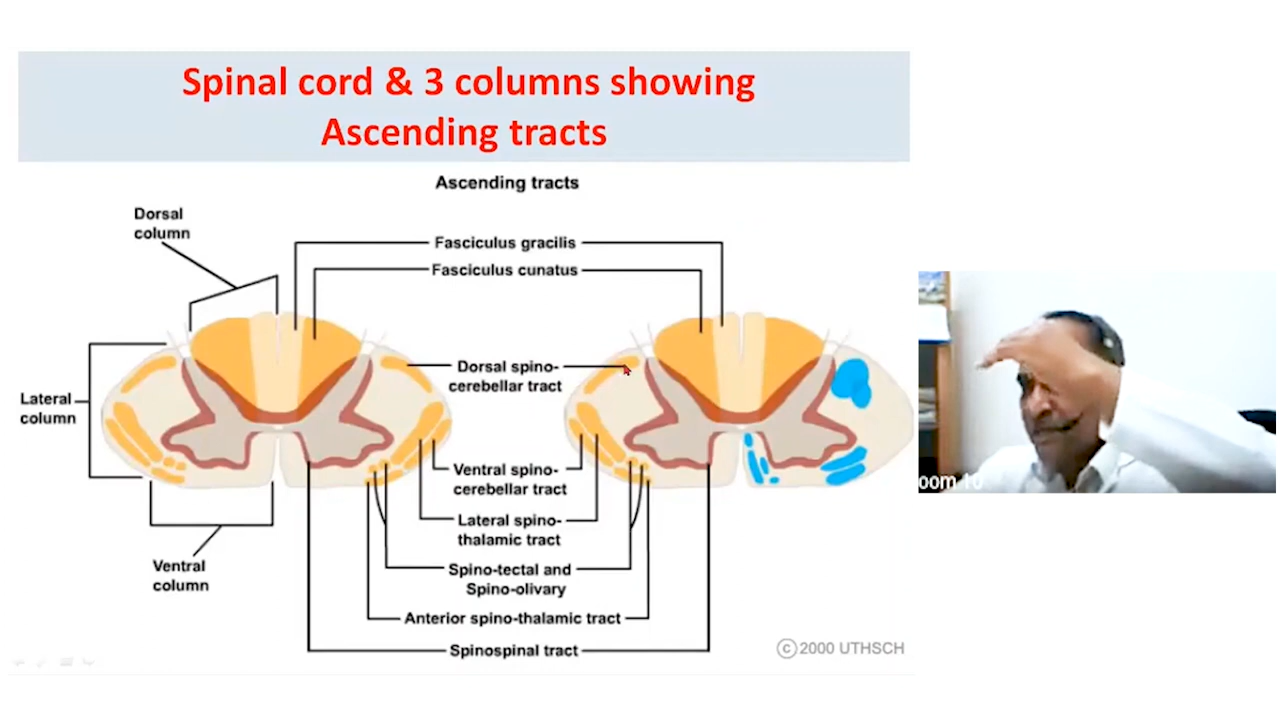 Spinal cord & 3 columns showing
Ascending tracts
Ascending tracts
Dorsal
column
Fasciculus gracilis
Fasciculus cunatus
Dorsal spino-
cerebellar tract
Lateral
column
Ventral spino-
cerebellar tract
Lateral spino-
thalamic tract
Ventral
column
Spino-tectal and
Spino-olivary
Anterior spino-thalamic tract
Spinospinal tract
©2000 UTHSCH
oom 10